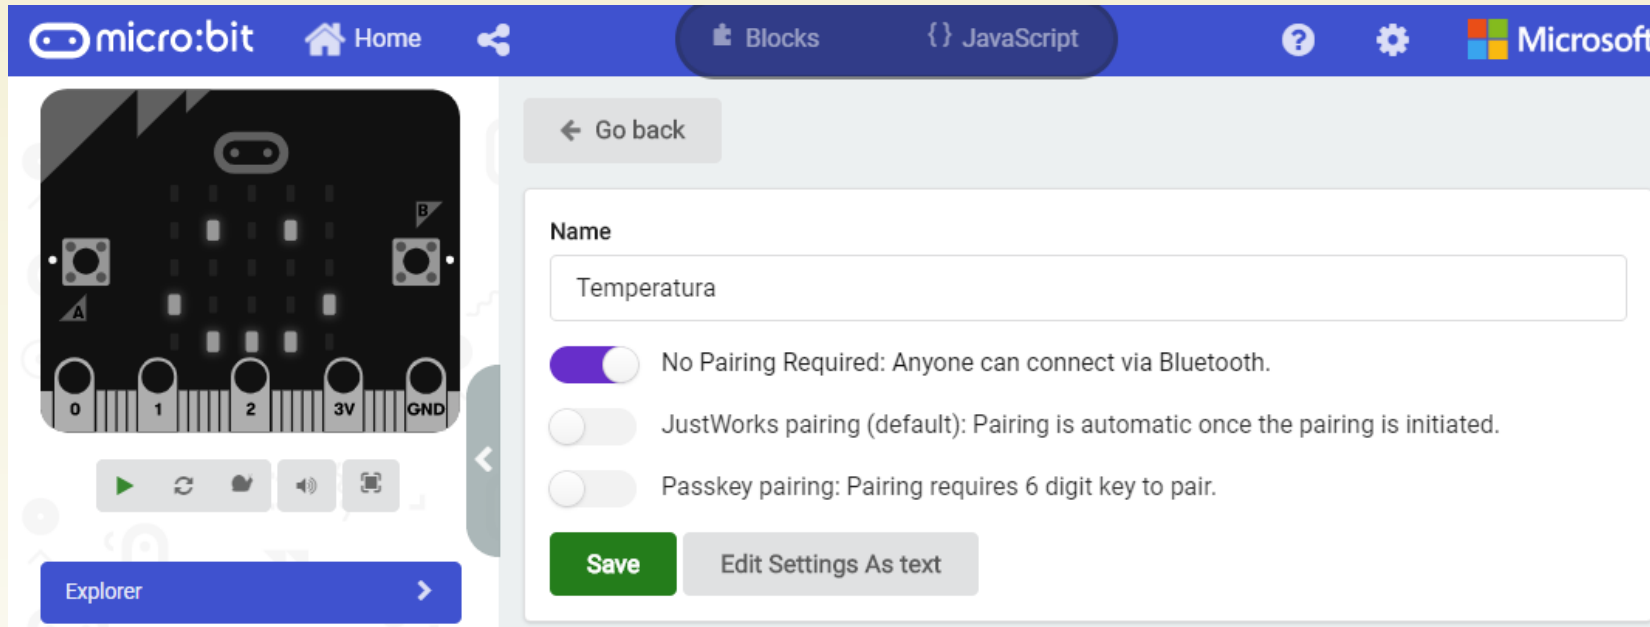 micro:bit
Home
Blocks
{} JavaScript
Microsoft
Go back
Name
Temperatura
No Pairing Required: Anyone can connect via Bluetooth.
JustWorks pairing (default): Pairing is automatic once the pairing is initiated.
Passkey pairing: Pairing requires 6 digit key to pair.
Save
Edit Settings As text
B
A
0 1 2 3V GND
Explorer